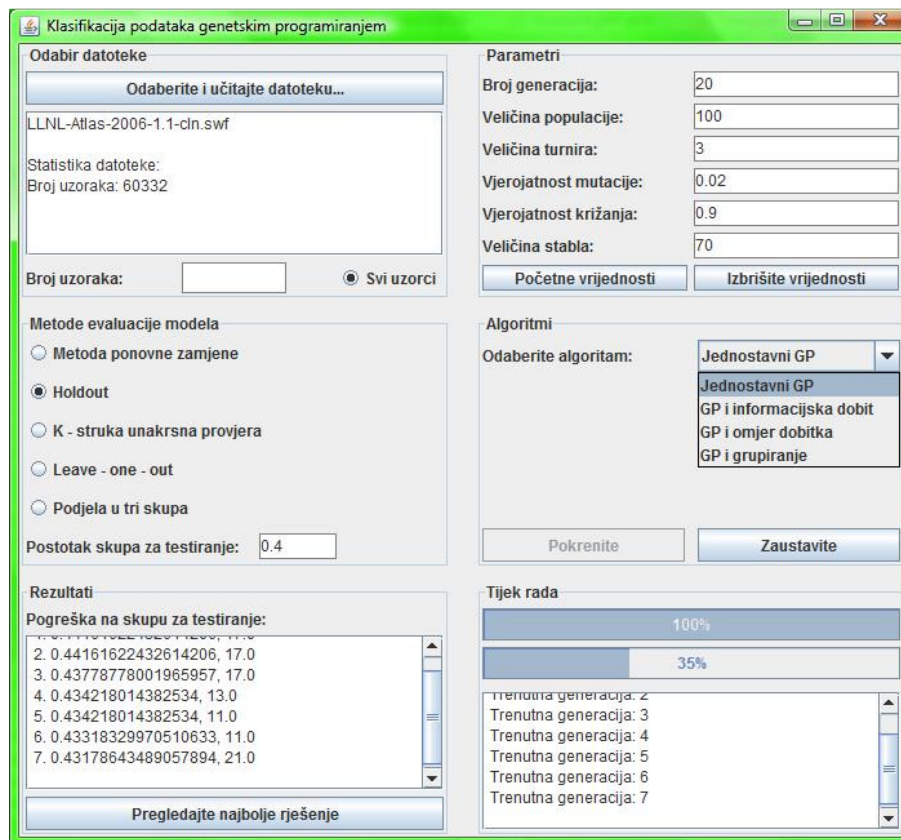 Klasifikacija podataka genetskim programiranjem
Odabir datoteke
Odaberite i učitajte datoteku...
LLNL-Atlas-2006-1.1-cln.swf
Statistika datoteke:
Broj uzoraka: 60332
Broj uzoraka:
Svi uzorci
Parametri
Broj generacija: 20
Veličina populacije: 100
Veličina turnira: 3
Vjerojatnost mutacije: 0.02
Vjerojatnost križanja: 0.9
Veličina stabla: 70
Početne vrijednosti
Izbrišite vrijednosti
Metode evaluacije modela
Metoda ponovne zamjene
Holdout
K - struka unakrsna provjera
Leave - one - out
Podjela u tri skupa
Postotak skupa za testiranje: 0.4
Algoritmi
Odaberite algoritam: Jednostavni GP
Jednostavni GP
GP i informacijska dobit
GP i omjer dobitka
GP i grupiranje
Pokrenite
Zaustavite
Rezultati
Pogreška na skupu za testiranje:
2. 0.44161622432614206, 17.0
3. 0.43778778001965957, 17.0
4. 0.434218014382534, 13.0
5. 0.434218014382534, 11.0
6. 0.43318329970510633, 11.0
7. 0.43178643489057894, 21.0
Pregledajte najbolje rješenje
Tijek rada
100%
35%
Trenutna generacija: 2
Trenutna generacija: 3
Trenutna generacija: 4
Trenutna generacija: 5
Trenutna generacija: 6
Trenutna generacija: 7